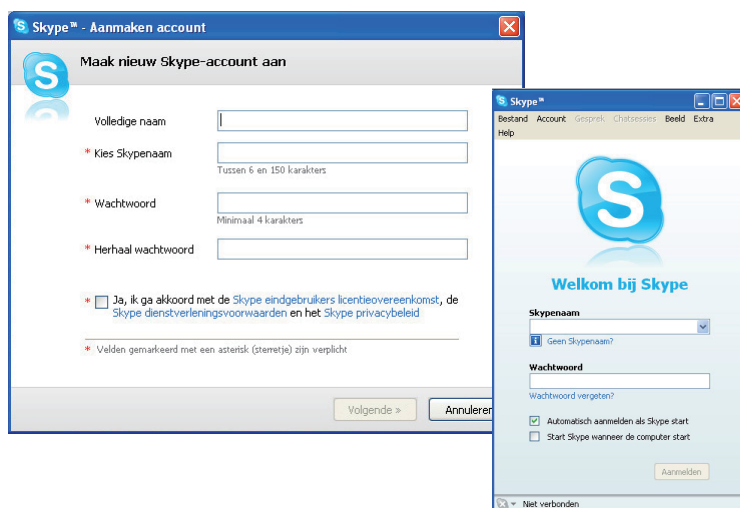 Skype™ - Aanmaken account
Maak nieuw Skype-account aan
Volledige naam
* Kies Skypenaam
Tussen 6 en 150 karakters
* Wachtwoord
Minimaal 4 karakters
* Herhaal wachtwoord
* Ja, ik ga akkoord met de Skype eindgebruikers licentieovereenkomst, de
Skype dienstverleningsvoorwaarden en het Skype privacybeleid
* Velden gemarkeerd met een asterisk (sterretje) zijn verplicht
Volgende »
Annuleren
Skype™
Bestand Account Gesprek Chatsessies Beeld Extra
Help
Welkom bij Skype
Skypenaam
Geen Skypenaam?
Wachtwoord
Wachtwoord vergeten?
Automatisch aanmelden als Skype start
Start Skype wanneer de computer start
Aanmelden
Niet verbonden